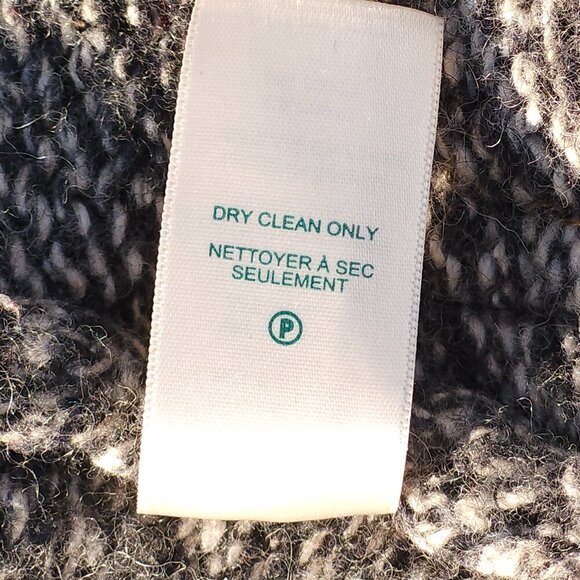 DRY CLEAN ONLY
NETTOYER À SEC
SEULEMENT
P